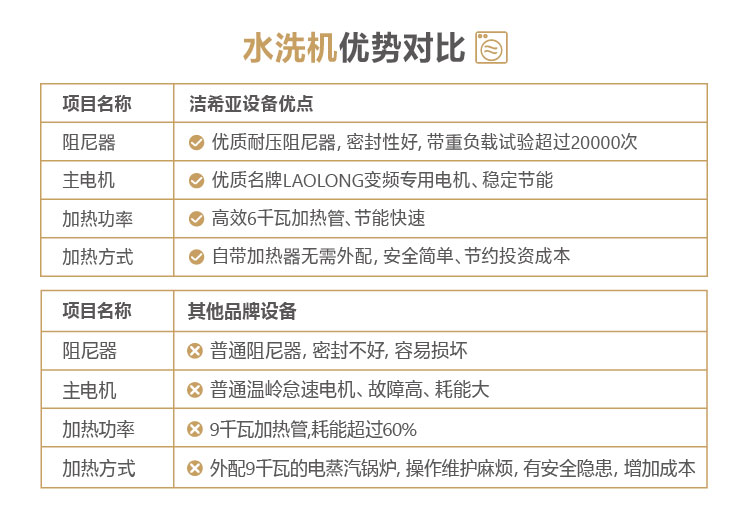 水洗机优势对比
项目名称 洁希亚设备优点
阻尼器 优质耐压阻尼器, 密封性好, 带重负载试验超过20000次
主电机 优质名牌LAOLONG变频专用电机、稳定节能
加热功率 高效6千瓦加热管、节能快速
加热方式 自带加热器无需外配, 安全简单、节约投资成本
项目名称 其他品牌设备
阻尼器 普通阻尼器, 密封不好, 容易损坏
主电机 普通温岭怠速电机、故障高、耗能大
加热功率 9千瓦加热管,耗能超过60%
加热方式 外配9千瓦的电蒸汽锅炉, 操作维护麻烦, 有安全隐患, 增加成本